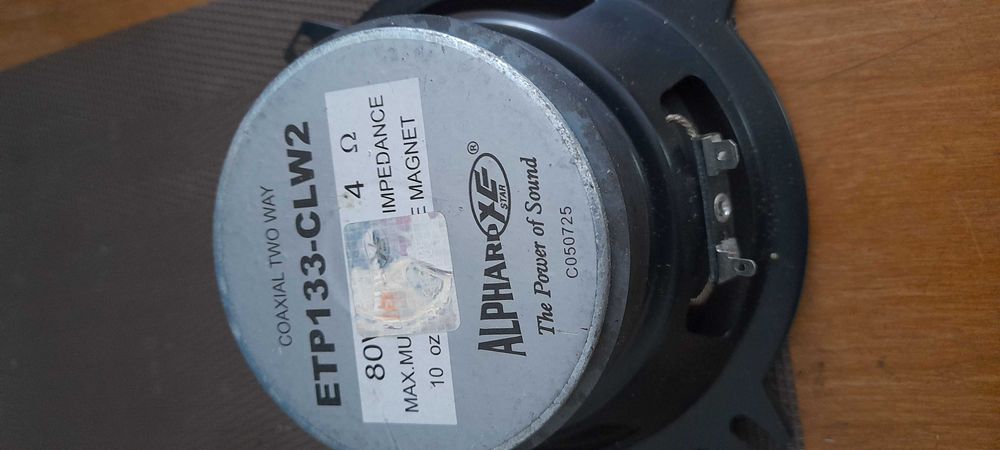 COAXIAL TWO WAY
ETP133-CLW2
80 4 Ω
MAX.MU IMPEDANCE
10 oz MAGNET
ALPHARD XE ®
STAR
The Power of Sound
C050725